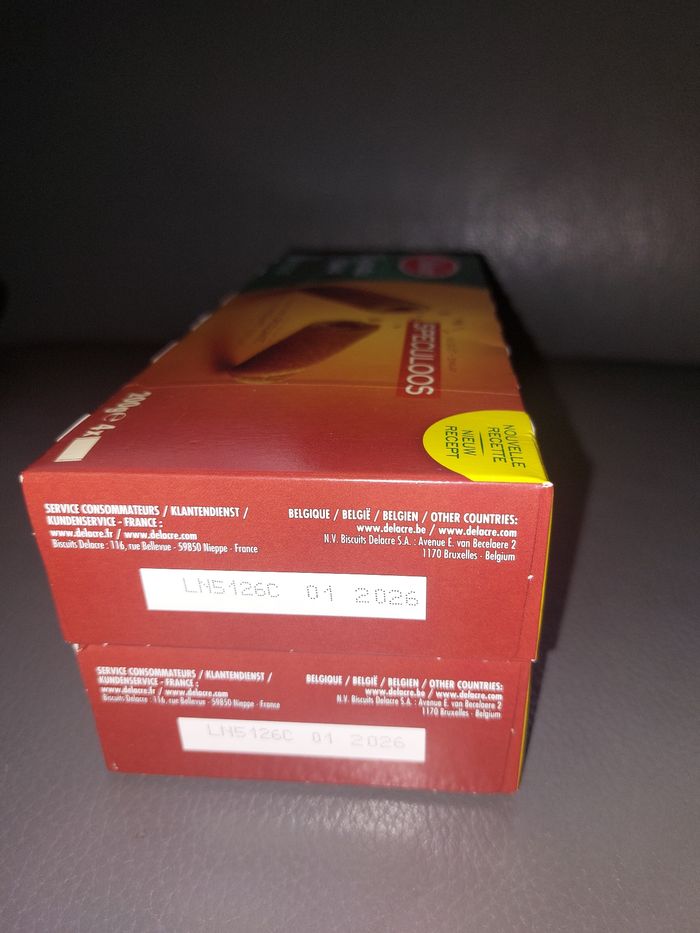 SPECULOOS
NOUVELLE
RECETTE
NIEUW
RECEPT
200g e 4x
SERVICE CONSOMMATEURS / KLANTENDIENST /
KUNDENSERVICE - FRANCE :
www.delacre.fr / www.delacre.com
Biscuits Delacre : 116, rue Bellevue - 59850 Nieppe - France
BELGIQUE / BELGIË / BELGIEN / OTHER COUNTRIES:
www.delacre.be / www.delacre.com
N.V. Biscuits Delacre S.A. : Avenue E. van Becelaere 2
1170 Bruxelles - Belgium
LN5126C 01 2026
SERVICE CONSOMMATEURS / KLANTENDIENST /
KUNDENSERVICE - FRANCE :
www.delacre.fr / www.delacre.com
Biscuits Delacre : 116, rue Bellevue - 59850 Nieppe - France
BELGIQUE / BELGIË / BELGIEN / OTHER COUNTRIES:
www.delacre.be / www.delacre.com
N.V. Biscuits Delacre S.A. : Avenue E. van Becelaere 2
1170 Bruxelles - Belgium
LN5126C 01 2026